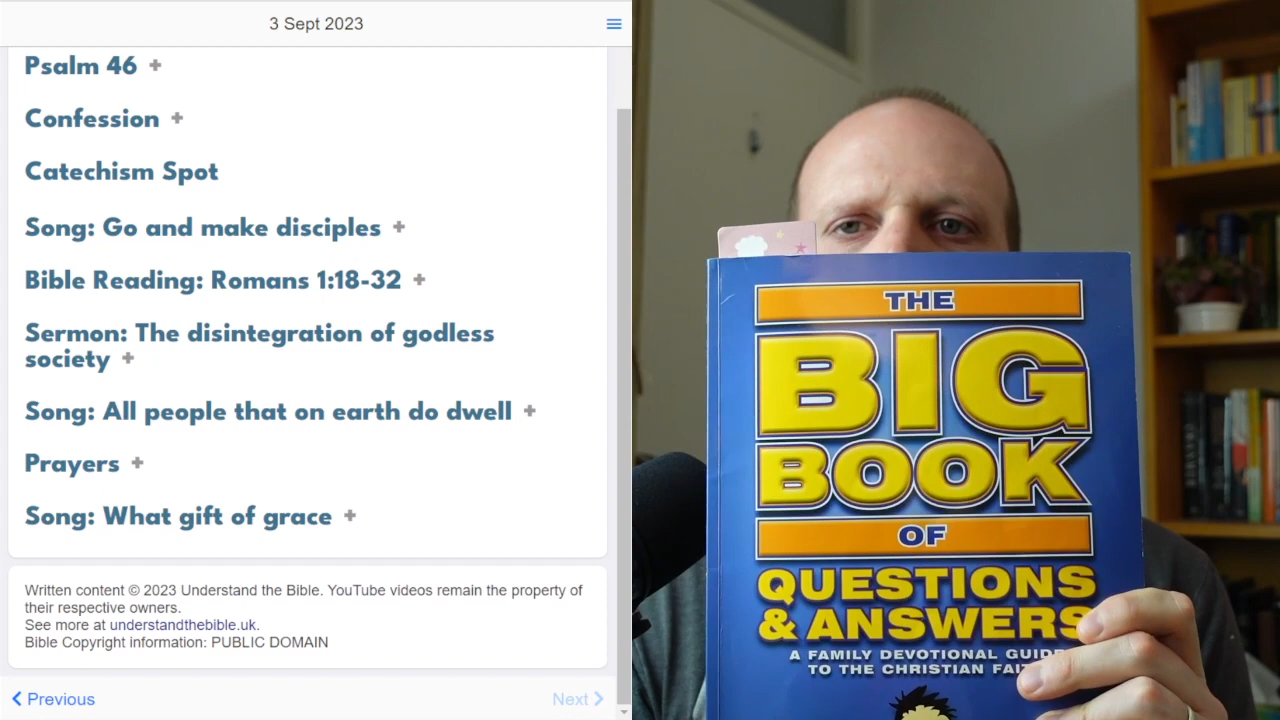 3 Sept 2023
Psalm 46 +
Confession +
Catechism Spot
Song: Go and make disciples +
Bible Reading: Romans 1:18-32 +
Sermon: The disintegration of godless
society +
Song: All people that on earth do dwell +
Prayers +
Song: What gift of grace +
Written content © 2023 Understand the Bible. YouTube videos remain the property of
their respective owners.
See more at understandthebible.uk.
Bible Copyright information: PUBLIC DOMAIN
Previous
Next
THE
BIG
BOOK
OF
QUESTIONS
& ANSWERS
A FAMILY DEVOTIONAL
TO THE CHRISTIAN